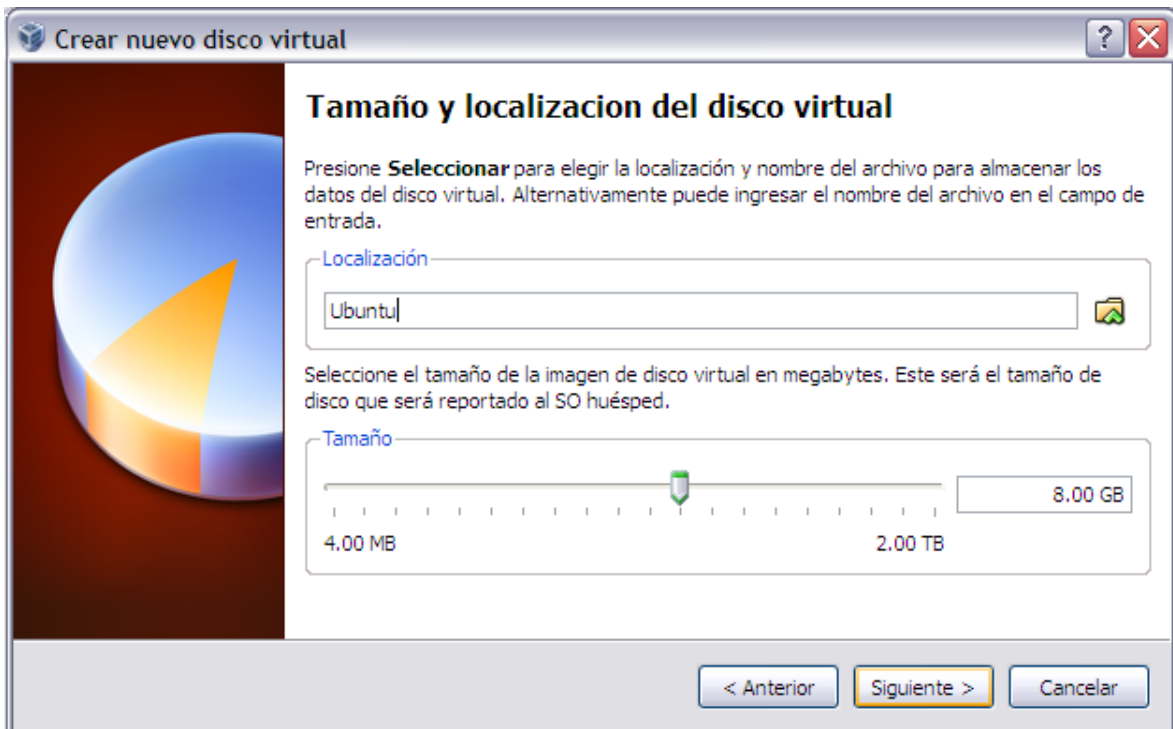 Crear nuevo disco virtual
?
Tamaño y localizacion del disco virtual
Presione Seleccionar para elegir la localización y nombre del archivo para almacenar los
datos del disco virtual. Alternativamente puede ingresar el nombre del archivo en el campo de
entrada.
Localización
Ubuntu
Seleccione el tamaño de la imagen de disco virtual en megabytes. Este será el tamaño de
disco que será reportado al SO huésped.
Tamaño
8.00 GB
4.00 MB 2.00 TB
< Anterior Siguiente > Cancelar